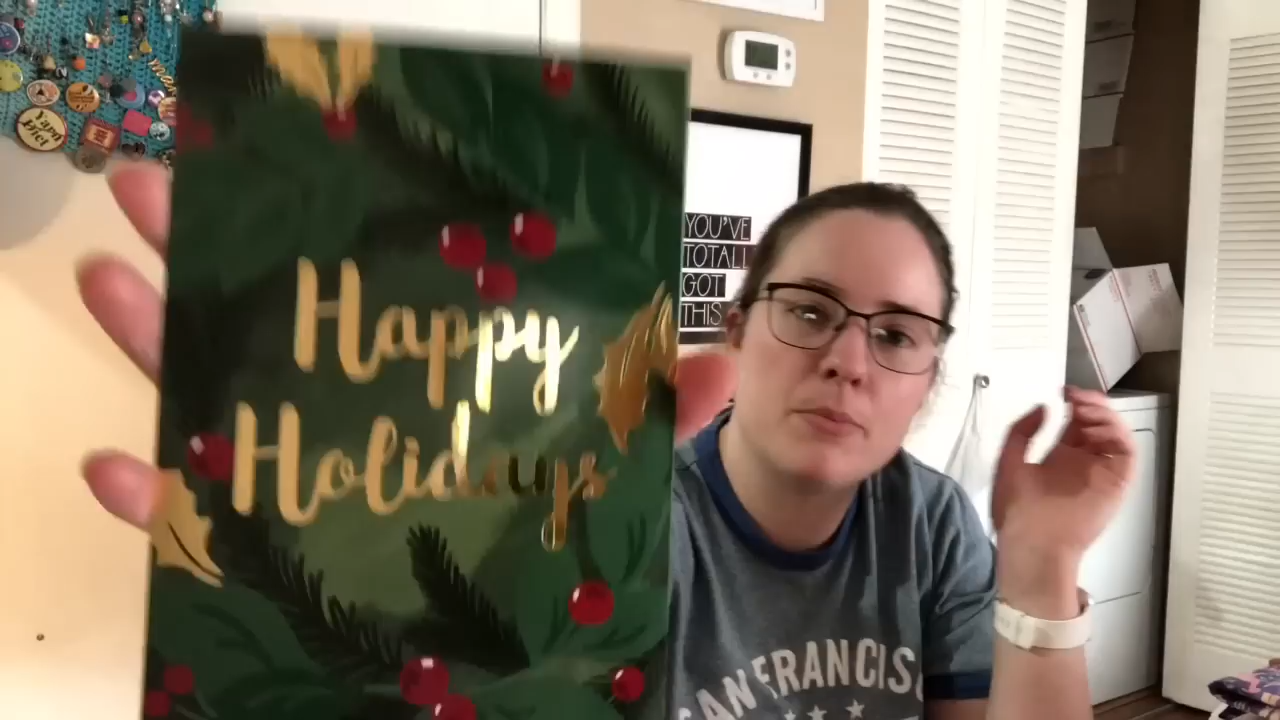 Happy
Holidays
YOU'VE
TOTALL
GOT
THIS
SAN FRANCISC